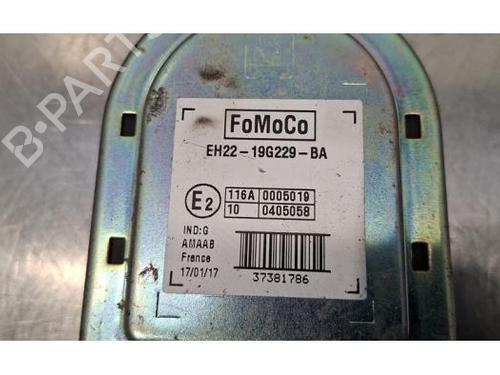 B-PARTS
FoMoCo
EH22-19G229-BA
E2
116A 0005019
10 0405058
IND:G
AMAAB
France
17/01/17
37381786